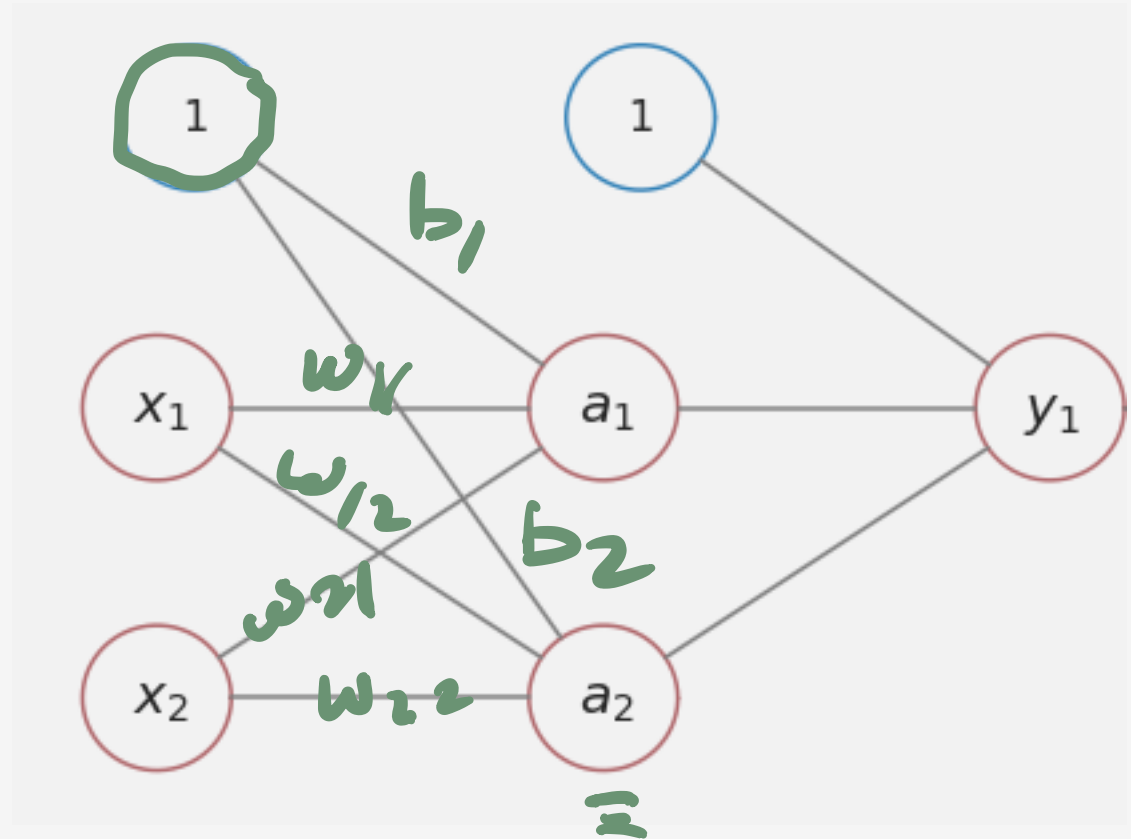 1 1
b₁
w₁₁
x₁ a₁ y₁
w₁₂
b₂
w₂₁
x₂ w₂₂ a₂